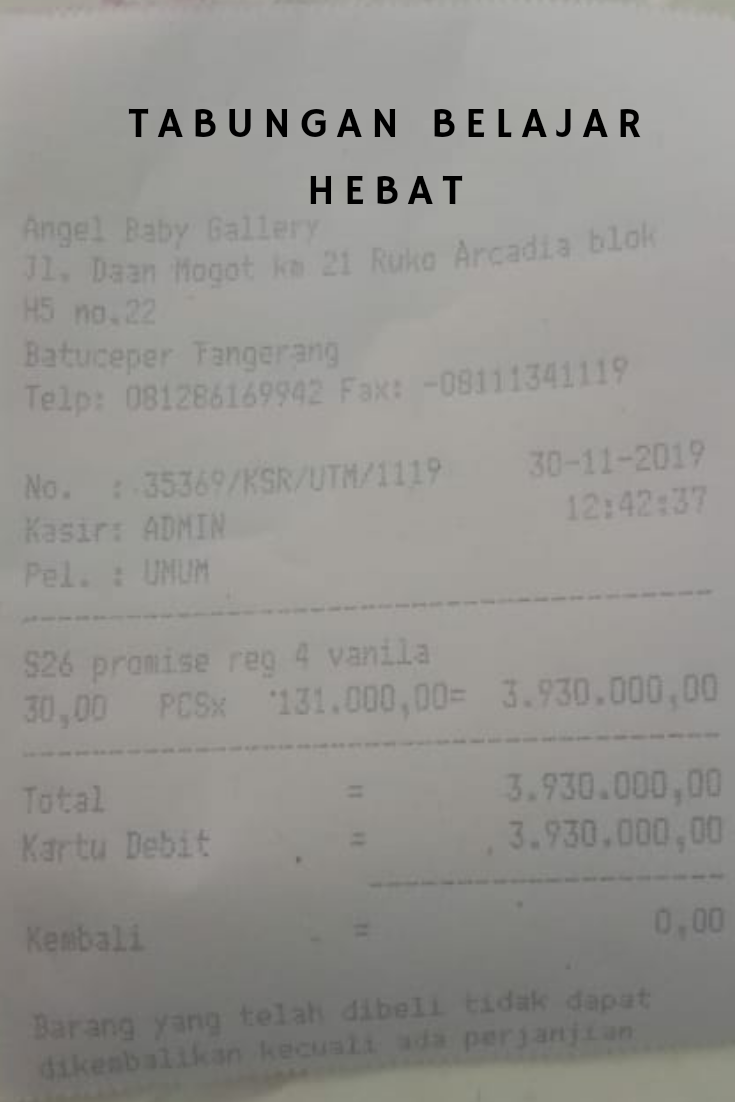 TABUNGAN BELAJAR
HEBAT
Angel Baby Gallery
Jl. Daan Mogot km 21 Ruko Arcadia blok
H5 no.22
Batuceper Tangerang
Telp: 081286169942 Fax: -08111341119
No. : 35369/KSR/UTM/1119 30-11-2019
Kasir: ADMIN 12:42:37
Pel. : UMUM
S26 promise reg 4 vanila
30,00 PCSx 131.000,00= 3.930.000,00
Total = 3.930.000,00
Kartu Debit = 3.930.000,00
Kembali = 0,00
Barang yang telah dibeli tidak dapat
dikembalikan kecuali ada perjanjian